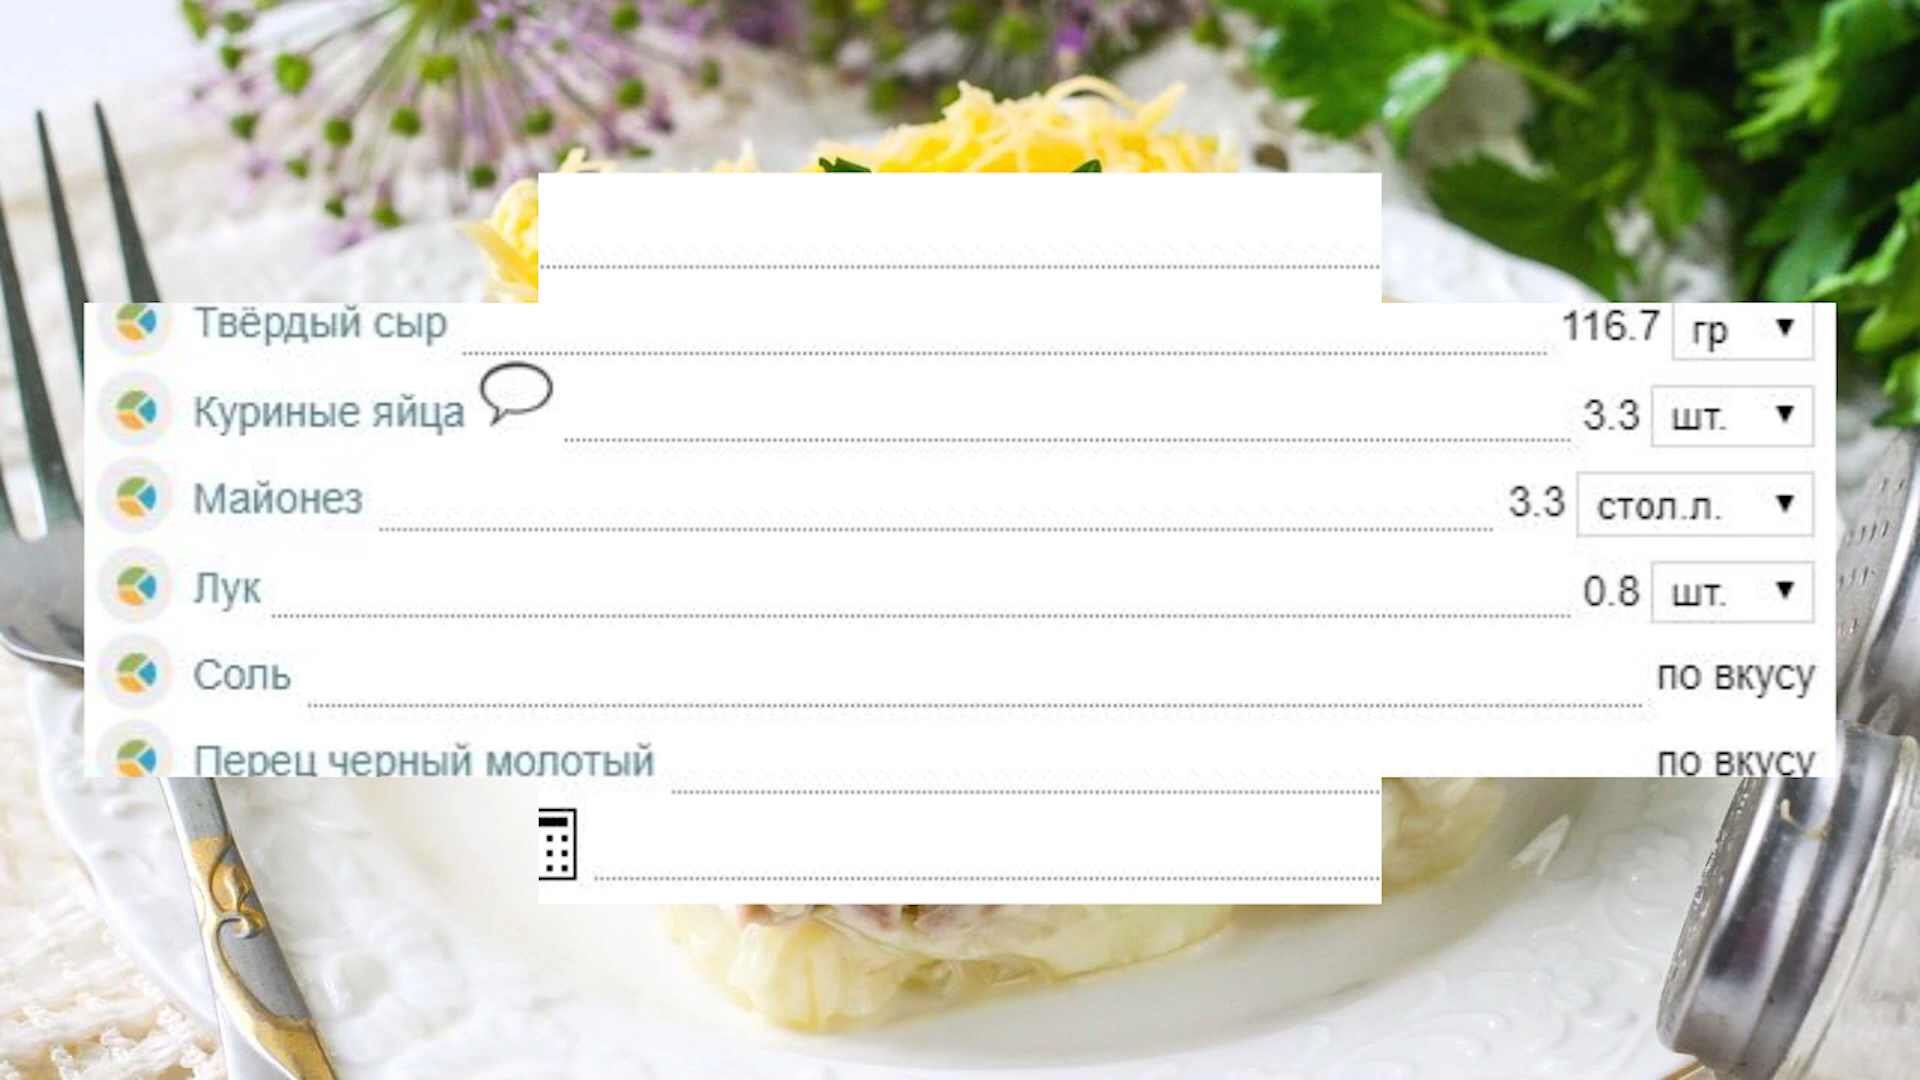 Твёрдый сыр 116.7 гр
Куриные яйца 3.3 шт.
Майонез 3.3 стол.л.
Лук 0.8 шт.
Соль по вкусу
Перец черный молотый по вкусу